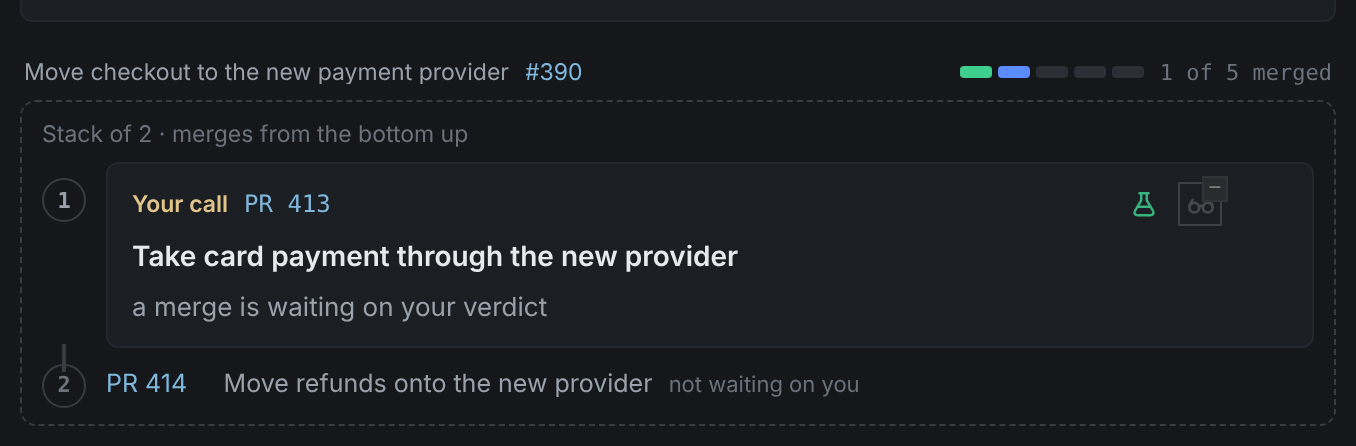 Move checkout to the new payment provider #390 1 of 5 merged
Stack of 2 · merges from the bottom up
1 Your call PR 413
Take card payment through the new provider
a merge is waiting on your verdict
2 PR 414 Move refunds onto the new provider not waiting on you